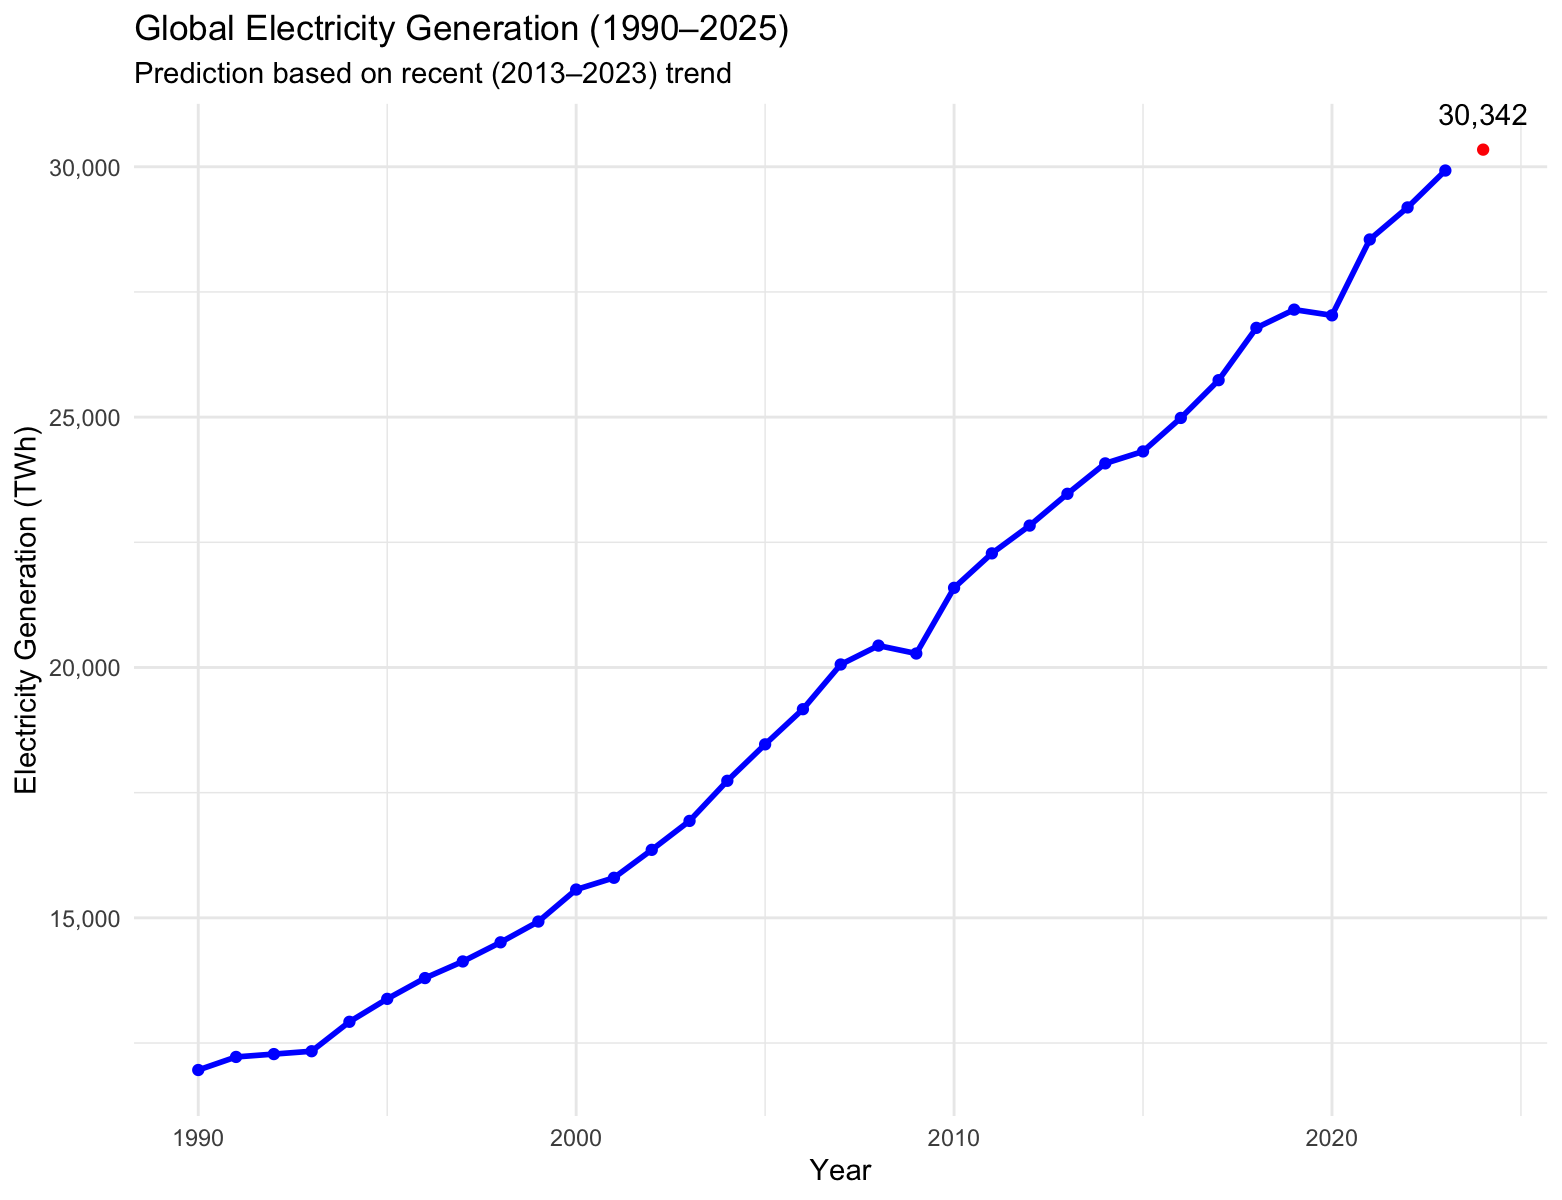 Global Electricity Generation (1990–2025)
Prediction based on recent (2013–2023) trend
30,342
30,000
25,000
20,000
15,000
Electricity Generation (TWh)
1990
2000
2010
2020
Year